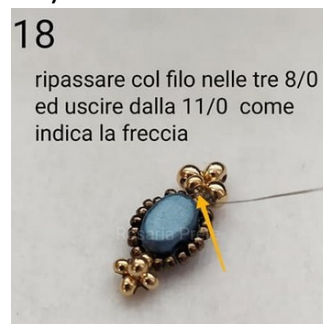 18
ripassare col filo nelle tre 8/0
ed uscire dalla 11/0 come
indica la freccia